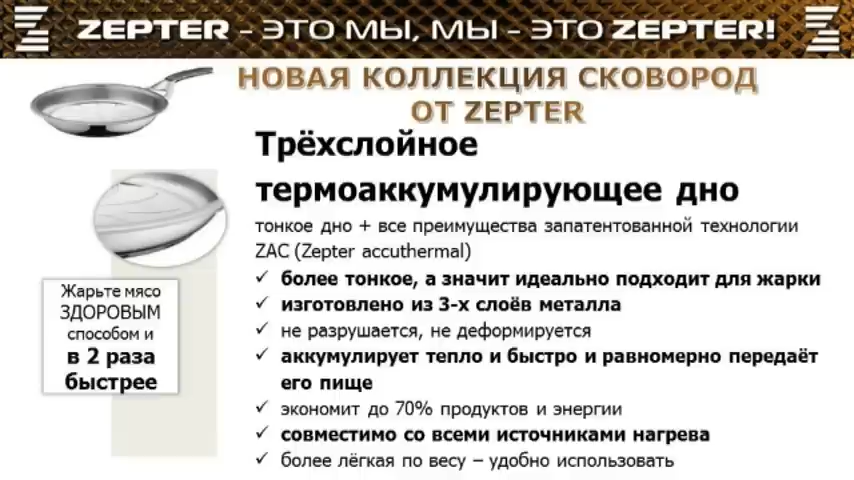 ZEPTER – ЭТО МЫ, МЫ – ЭТО ZEPTER!
НОВАЯ КОЛЛЕКЦИЯ СКОВОРОД
ОТ ZEPTER
Трёхслойное
термоаккумулирующее дно
тонкое дно + все преимущества запатентованной технологии
ZAC (Zepter accuthermal)
✓ более тонкое, а значит идеально подходит для жарки
✓ изготовлено из 3-х слоёв металла
✓ не разрушается, не деформируется
✓ аккумулирует тепло и быстро и равномерно передаёт
его пище
✓ экономит до 70% продуктов и энергии
✓ совместимо со всеми источниками нагрева
✓ более лёгкая по весу – удобно использовать
Жарьте мясо
ЗДОРОВЫМ
способом и
в 2 раза
быстрее